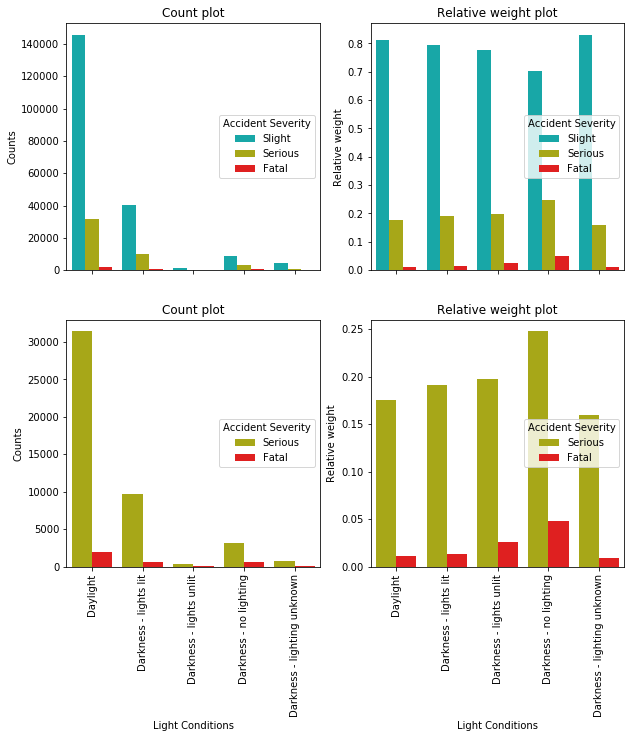 Count plot
140000
120000
100000
80000
60000
40000
20000
0
Counts
Accident Severity
Slight
Serious
Fatal
Relative weight plot
0.8
0.7
0.6
0.5
0.4
0.3
0.2
0.1
0.0
Relative weight
Accident Severity
Slight
Serious
Fatal
Count plot
30000
25000
20000
15000
10000
5000
0
Counts
Accident Severity
Serious
Fatal
Daylight
Darkness - lights lit
Darkness - lights unlit
Darkness - no lighting
Darkness - lighting unknown
Light Conditions
Relative weight plot
0.25
0.20
0.15
0.10
0.05
0.00
Relative weight
Accident Severity
Serious
Fatal
Daylight
Darkness - lights lit
Darkness - lights unlit
Darkness - no lighting
Darkness - lighting unknown
Light Conditions